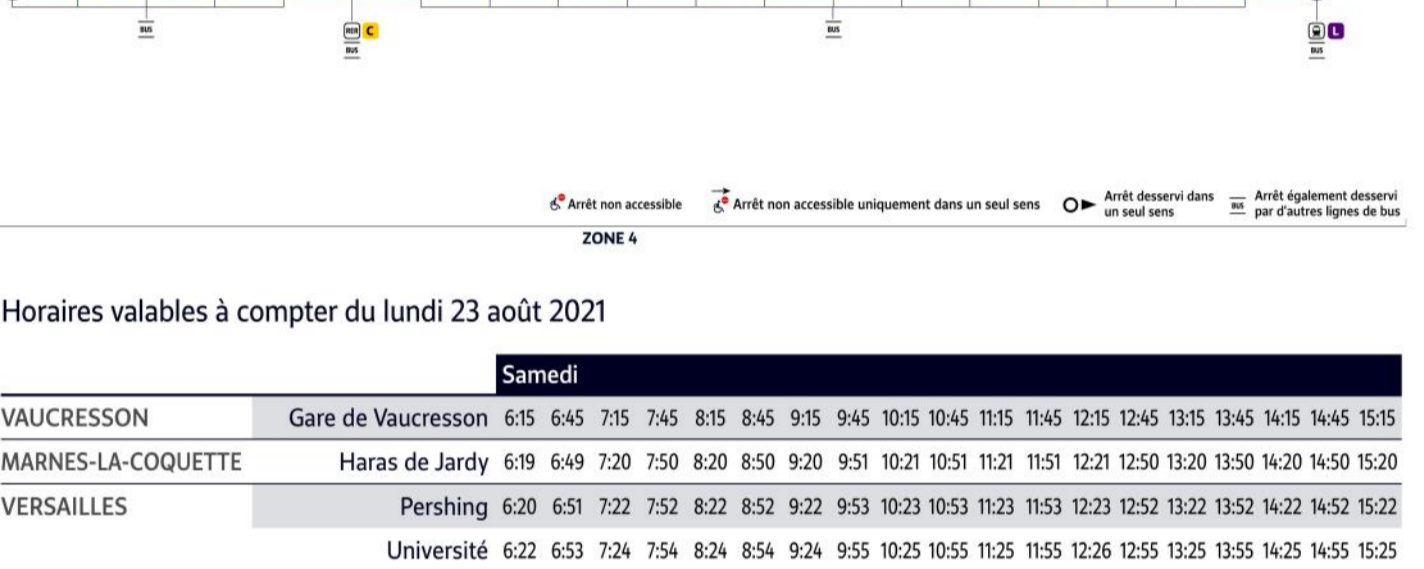 BUS
RER C
BUS
BUS
L
BUS
Arrêt non accessible
Arrêt non accessible uniquement dans un seul sens
Arrêt desservi dans
un seul sens
BUS
Arrêt également desservi
par d'autres lignes de bus
ZONE 4
Horaires valables à compter du lundi 23 août 2021
Samedi
VAUCRESSON Gare de Vaucresson 6:15 6:45 7:15 7:45 8:15 8:45 9:15 9:45 10:15 10:45 11:15 11:45 12:15 12:45 13:15 13:45 14:15 14:45 15:15
MARNES-LA-COQUETTE Haras de Jardy 6:19 6:49 7:20 7:50 8:20 8:50 9:20 9:51 10:21 10:51 11:21 11:51 12:21 12:50 13:20 13:50 14:20 14:50 15:20
VERSAILLES Pershing 6:20 6:51 7:22 7:52 8:22 8:52 9:22 9:53 10:23 10:53 11:23 11:53 12:23 12:52 13:22 13:52 14:22 14:52 15:22
Université 6:22 6:53 7:24 7:54 8:24 8:54 9:24 9:55 10:25 10:55 11:25 11:55 12:26 12:55 13:25 13:55 14:25 14:55 15:25